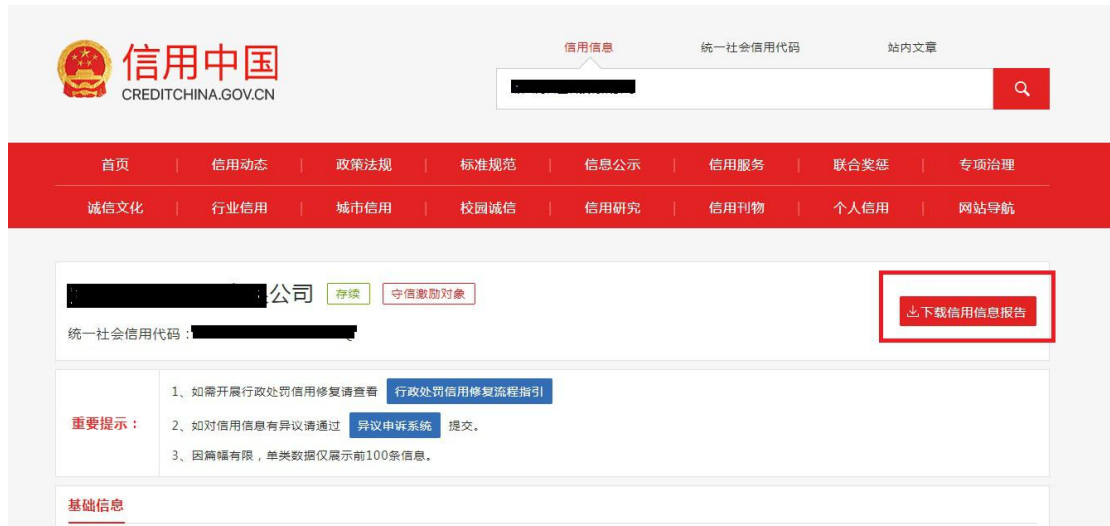 信用中国
CREDITCHINA.GOV.CN
信用信息 统一社会信用代码 站内文章
首页 | 信用动态 | 政策法规 | 标准规范 | 信息公示 | 信用服务 | 联合奖惩 | 专项治理
诚信文化 | 行业信用 | 城市信用 | 校园诚信 | 信用研究 | 信用刊物 | 个人信用 | 网站导航
公司 存续 守信激励对象
下载信用信息报告
统一社会信用代码：
重要提示：
1、如需开展行政处罚信用修复请查看 行政处罚信用修复流程指引
2、如对信用信息有异议请通过 异议申诉系统 提交。
3、因篇幅有限，单类数据仅展示前100条信息。
基础信息